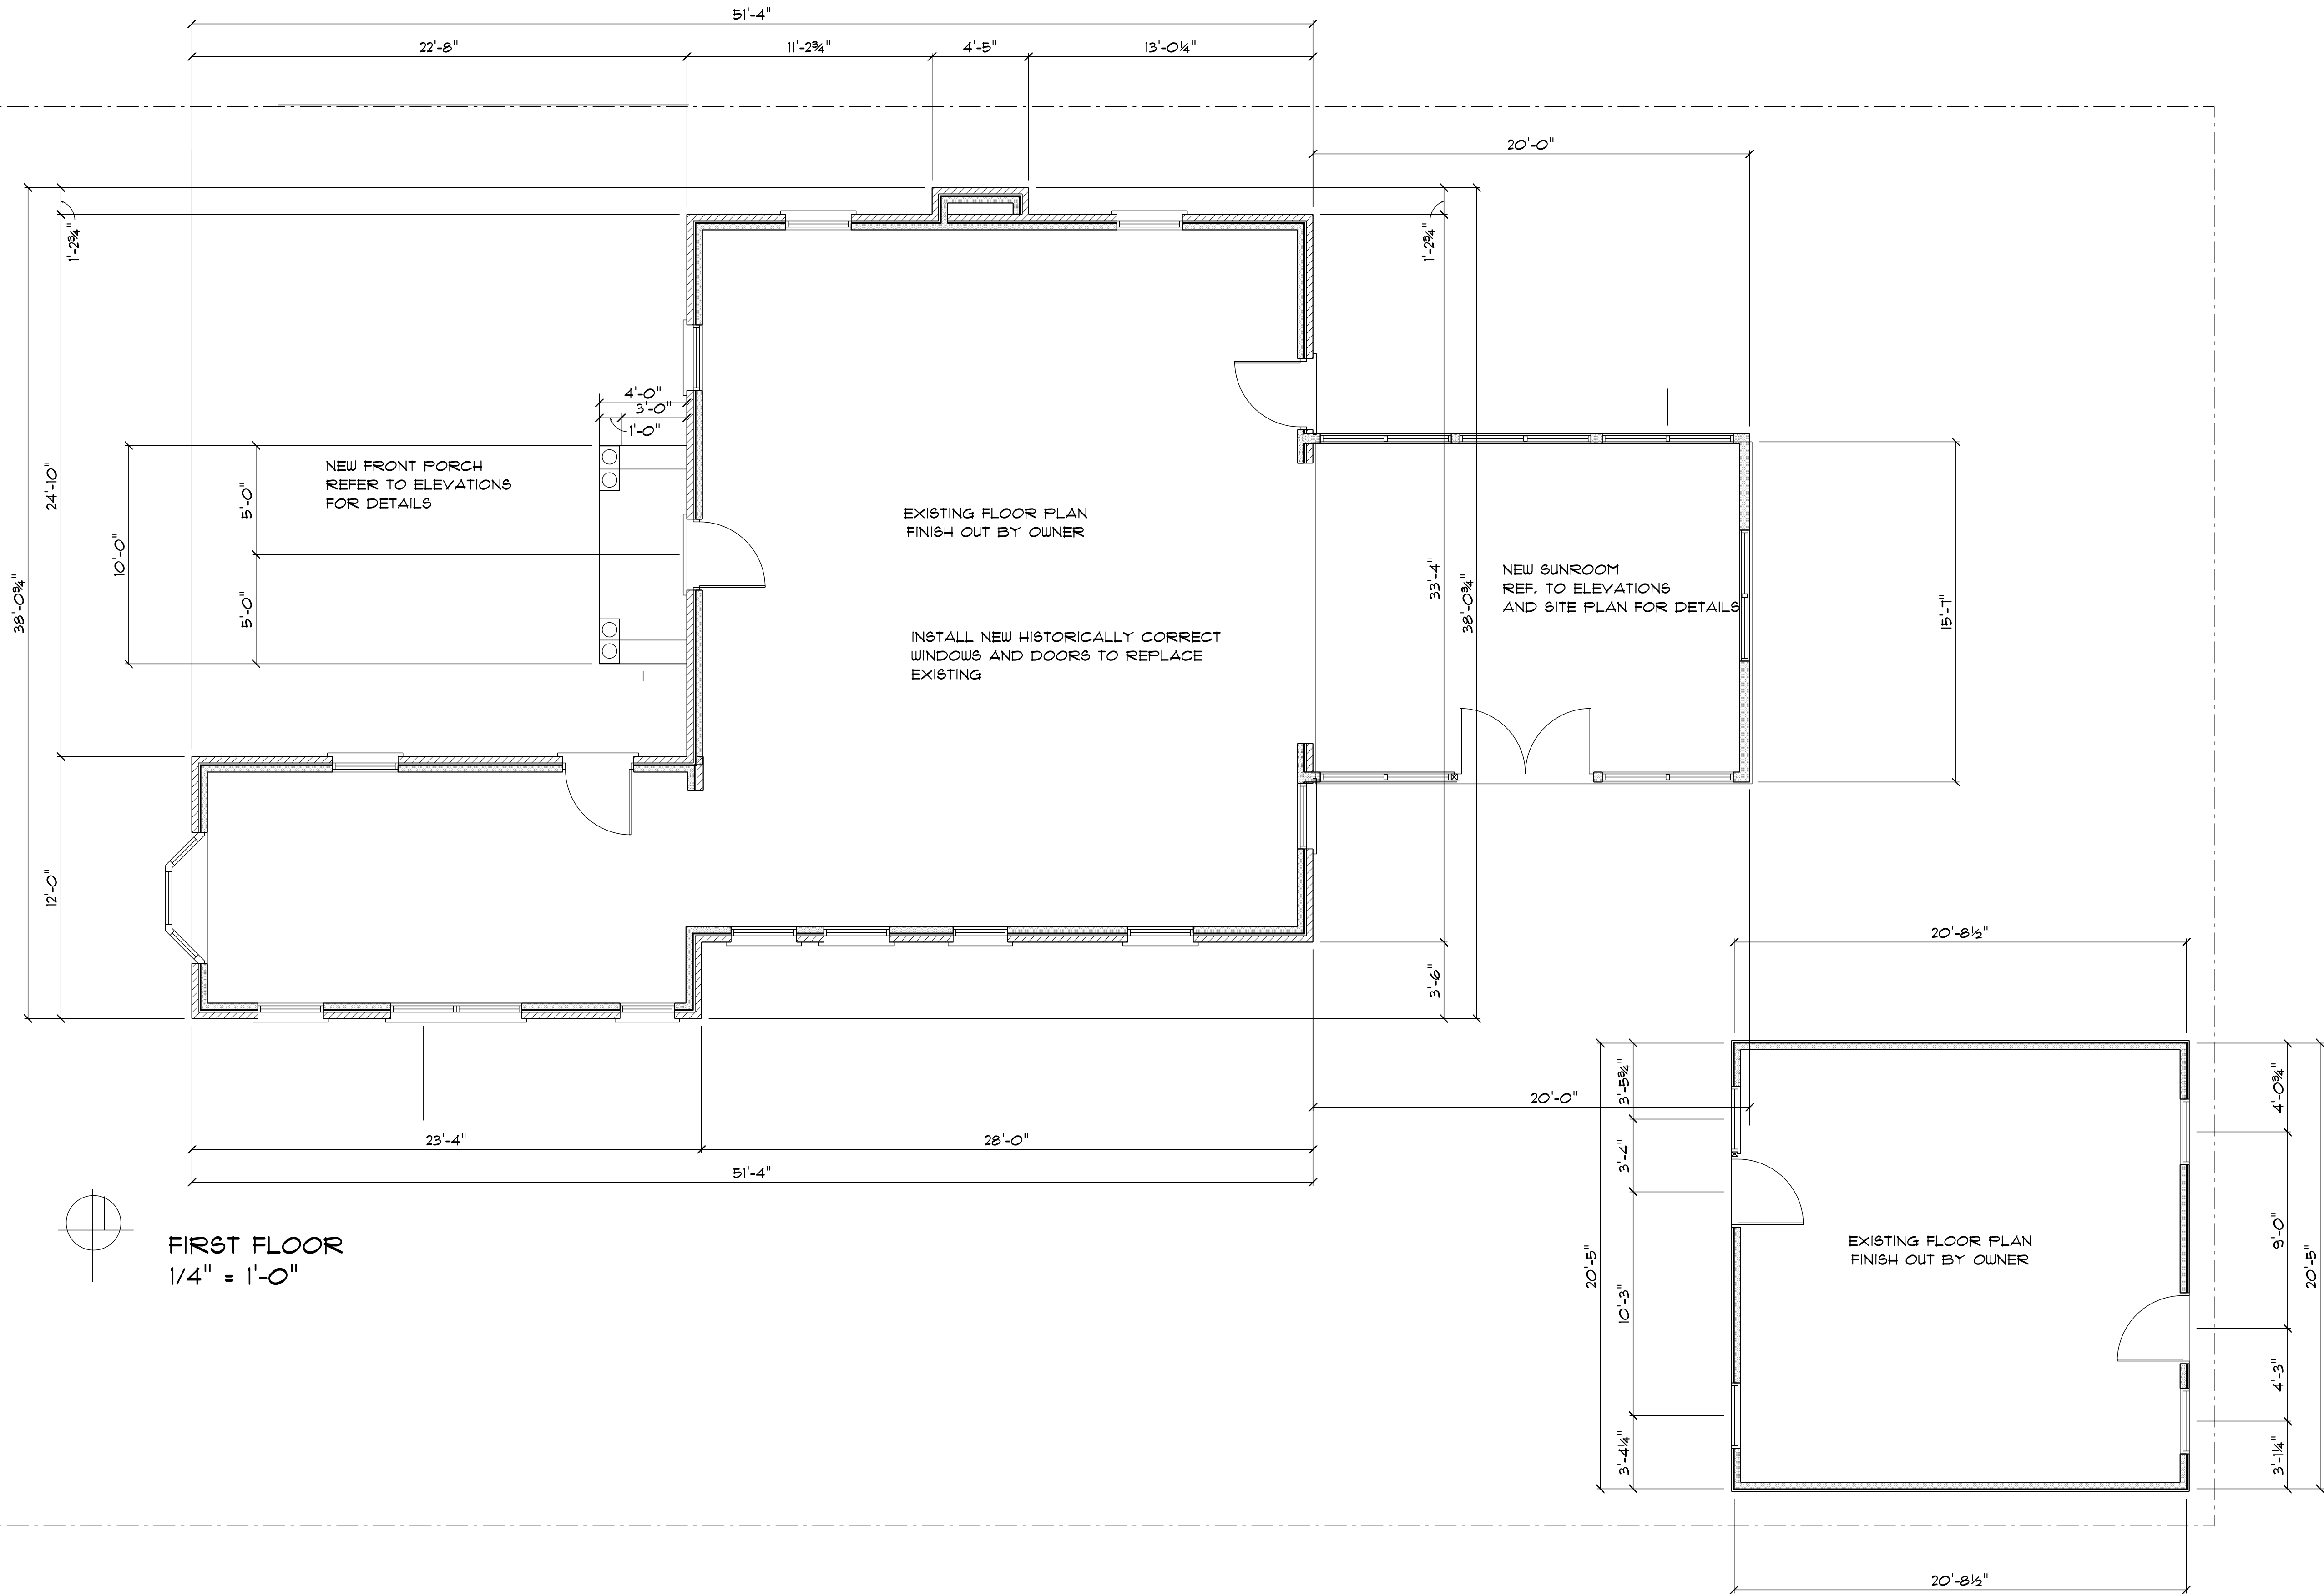 51'-4"
22'-8"
11'-2¾"
4'-5"
13'-0¼"
20'-0"
1'-2¾"
1'-2¾"
4'-0"
3'-0"
1'-0"
NEW FRONT PORCH
REFER TO ELEVATIONS
FOR DETAILS
24'-10"
5'-0"
10'-0"
5'-0"
38'-0¾"
12'-0"
EXISTING FLOOR PLAN
FINISH OUT BY OWNER
INSTALL NEW HISTORICALLY CORRECT
WINDOWS AND DOORS TO REPLACE
EXISTING
33'-4"
38'-0¾"
3'-6"
NEW SUNROOM
REF. TO ELEVATIONS
AND SITE PLAN FOR DETAILS
15'-7"
20'-8½"
20'-0"
23'-4"
28'-0"
51'-4"
FIRST FLOOR
1/4" = 1'-0"
20'-5"
3'-5¾"
3'-4"
10'-3"
3'-4¼"
EXISTING FLOOR PLAN
FINISH OUT BY OWNER
4'-0¾"
9'-0"
4'-3"
3'-1¼"
20'-5"
20'-8½"